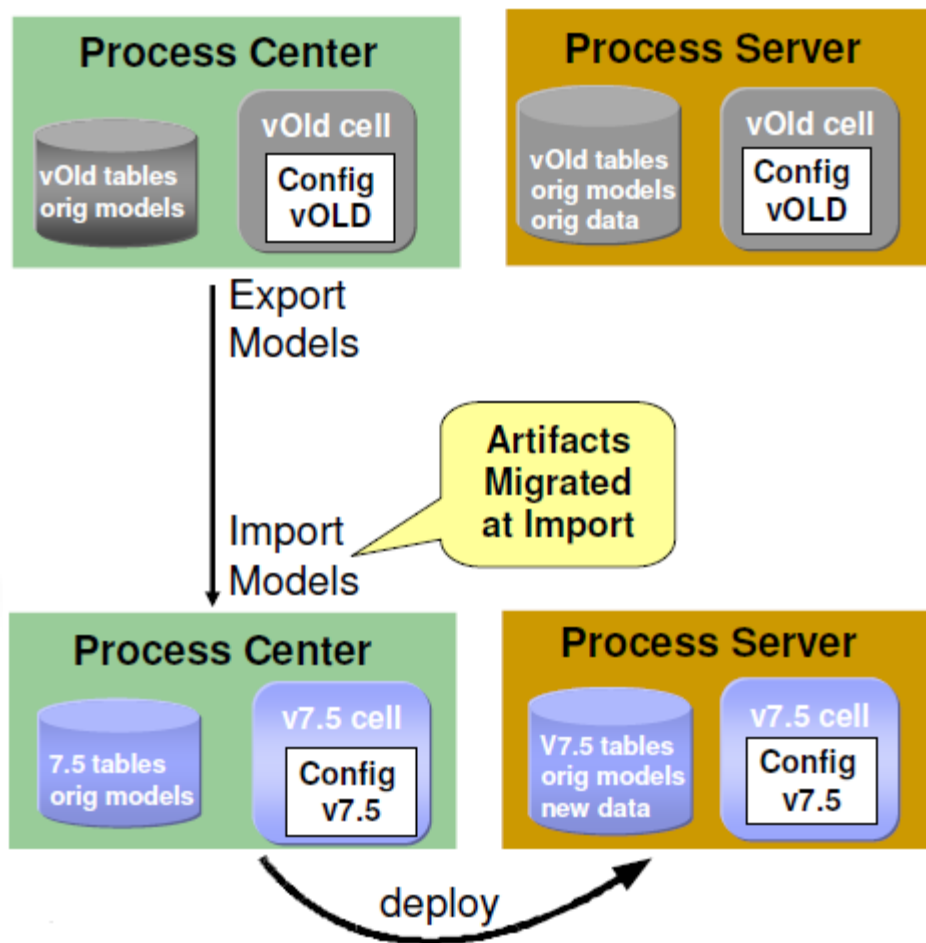 Process Center
vOld tables
orig models
vOld cell
Config
vOLD
Process Server
vOld tables
orig models
orig data
vOld cell
Config
vOLD
Export
Models
Artifacts
Migrated
at Import
Import
Models
Process Center
7.5 tables
orig models
v7.5 cell
Config
v7.5
Process Server
V7.5 tables
orig models
new data
v7.5 cell
Config
v7.5
deploy